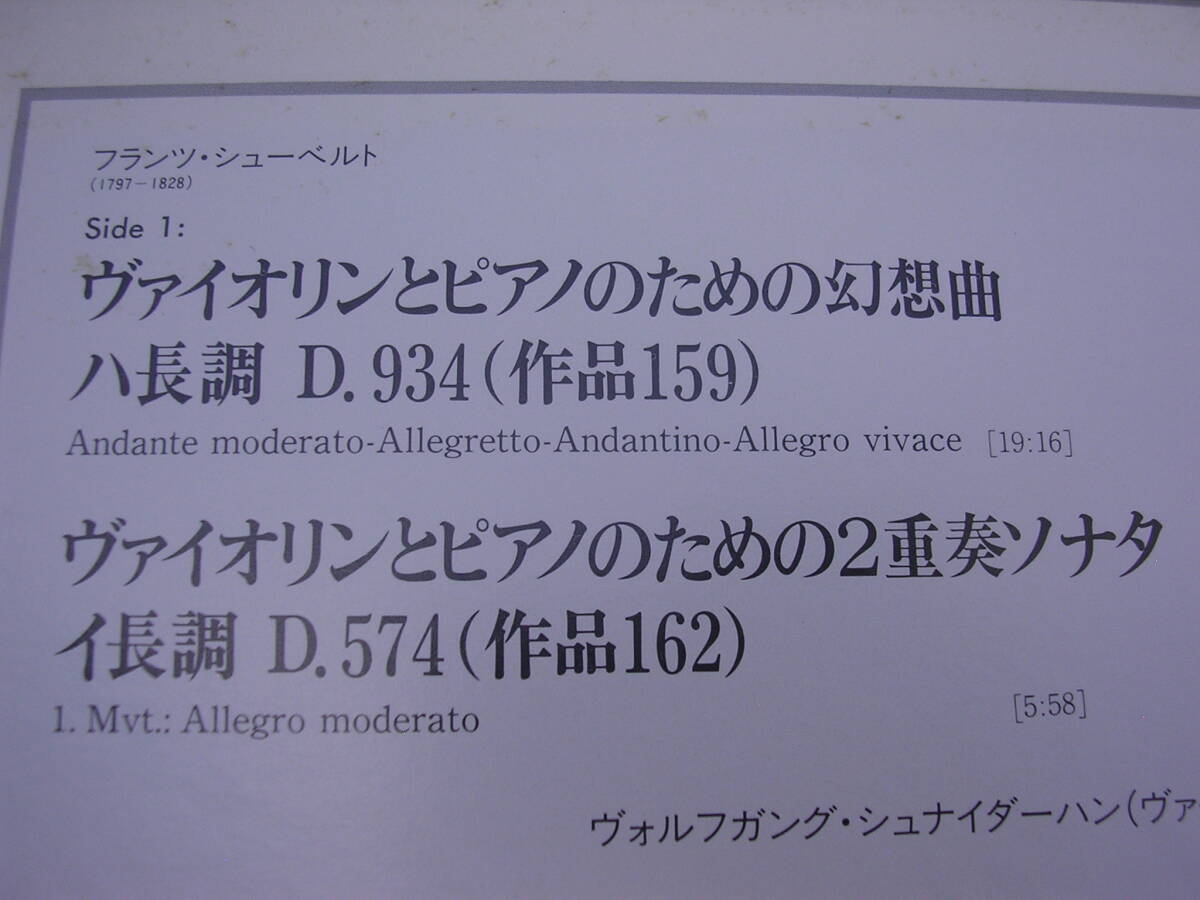 フランツ・シューベルト
(1797－1828)
Side 1:
ヴァイオリンとピアノのための幻想曲
ハ長調 D.934(作品159)
Andante moderato-Allegretto-Andantino-Allegro vivace [19:16]
ヴァイオリンとピアノのための2重奏ソナタ
イ長調 D.574(作品162)
1. Mvt.: Allegro moderato [5:58]
ヴォルフガング・シュナイダーハン(ヴァ